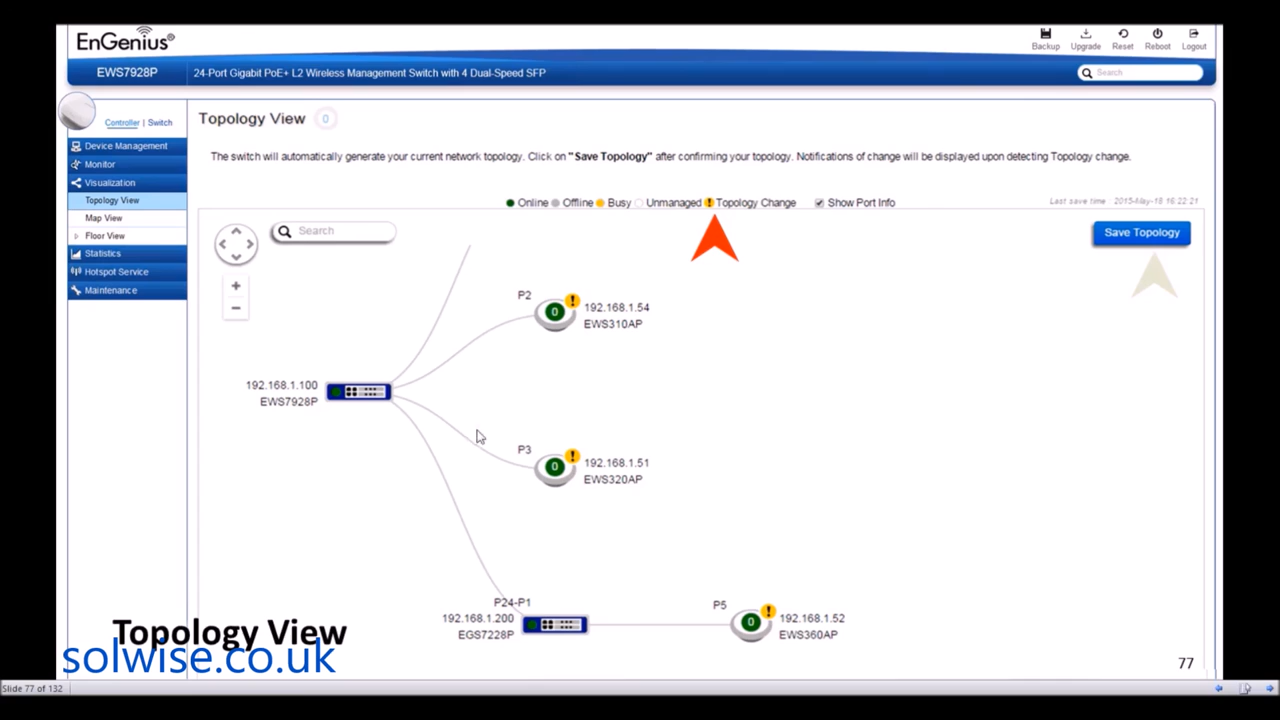 EnGenius®
Backup Upgrade Reset Reboot Logout
EWS7928P 24-Port Gigabit PoE+ L2 Wireless Management Switch with 4 Dual-Speed SFP Search
Controller | Switch
Device Management
Monitor
Visualization
Topology View
Map View
Floor View
Statistics
Hotspot Service
Maintenance
Topology View 0
The switch will automatically generate your current network topology. Click on "Save Topology" after confirming your topology. Notifications of change will be displayed upon detecting Topology change.
Online Offline Busy Unmanaged ! Topology Change Show Port Info Last save time : 2015-May-18 16:22:21
Search
Save Topology
+
−
P2
0 !
192.168.1.54
EWS310AP
192.168.1.100
EWS7928P
P3
0 !
192.168.1.51
EWS320AP
P24-P1
192.168.1.200
EGS7228P
P5
0 !
192.168.1.52
EWS360AP
Topology View
solwise.co.uk
77
Slide 77 of 132